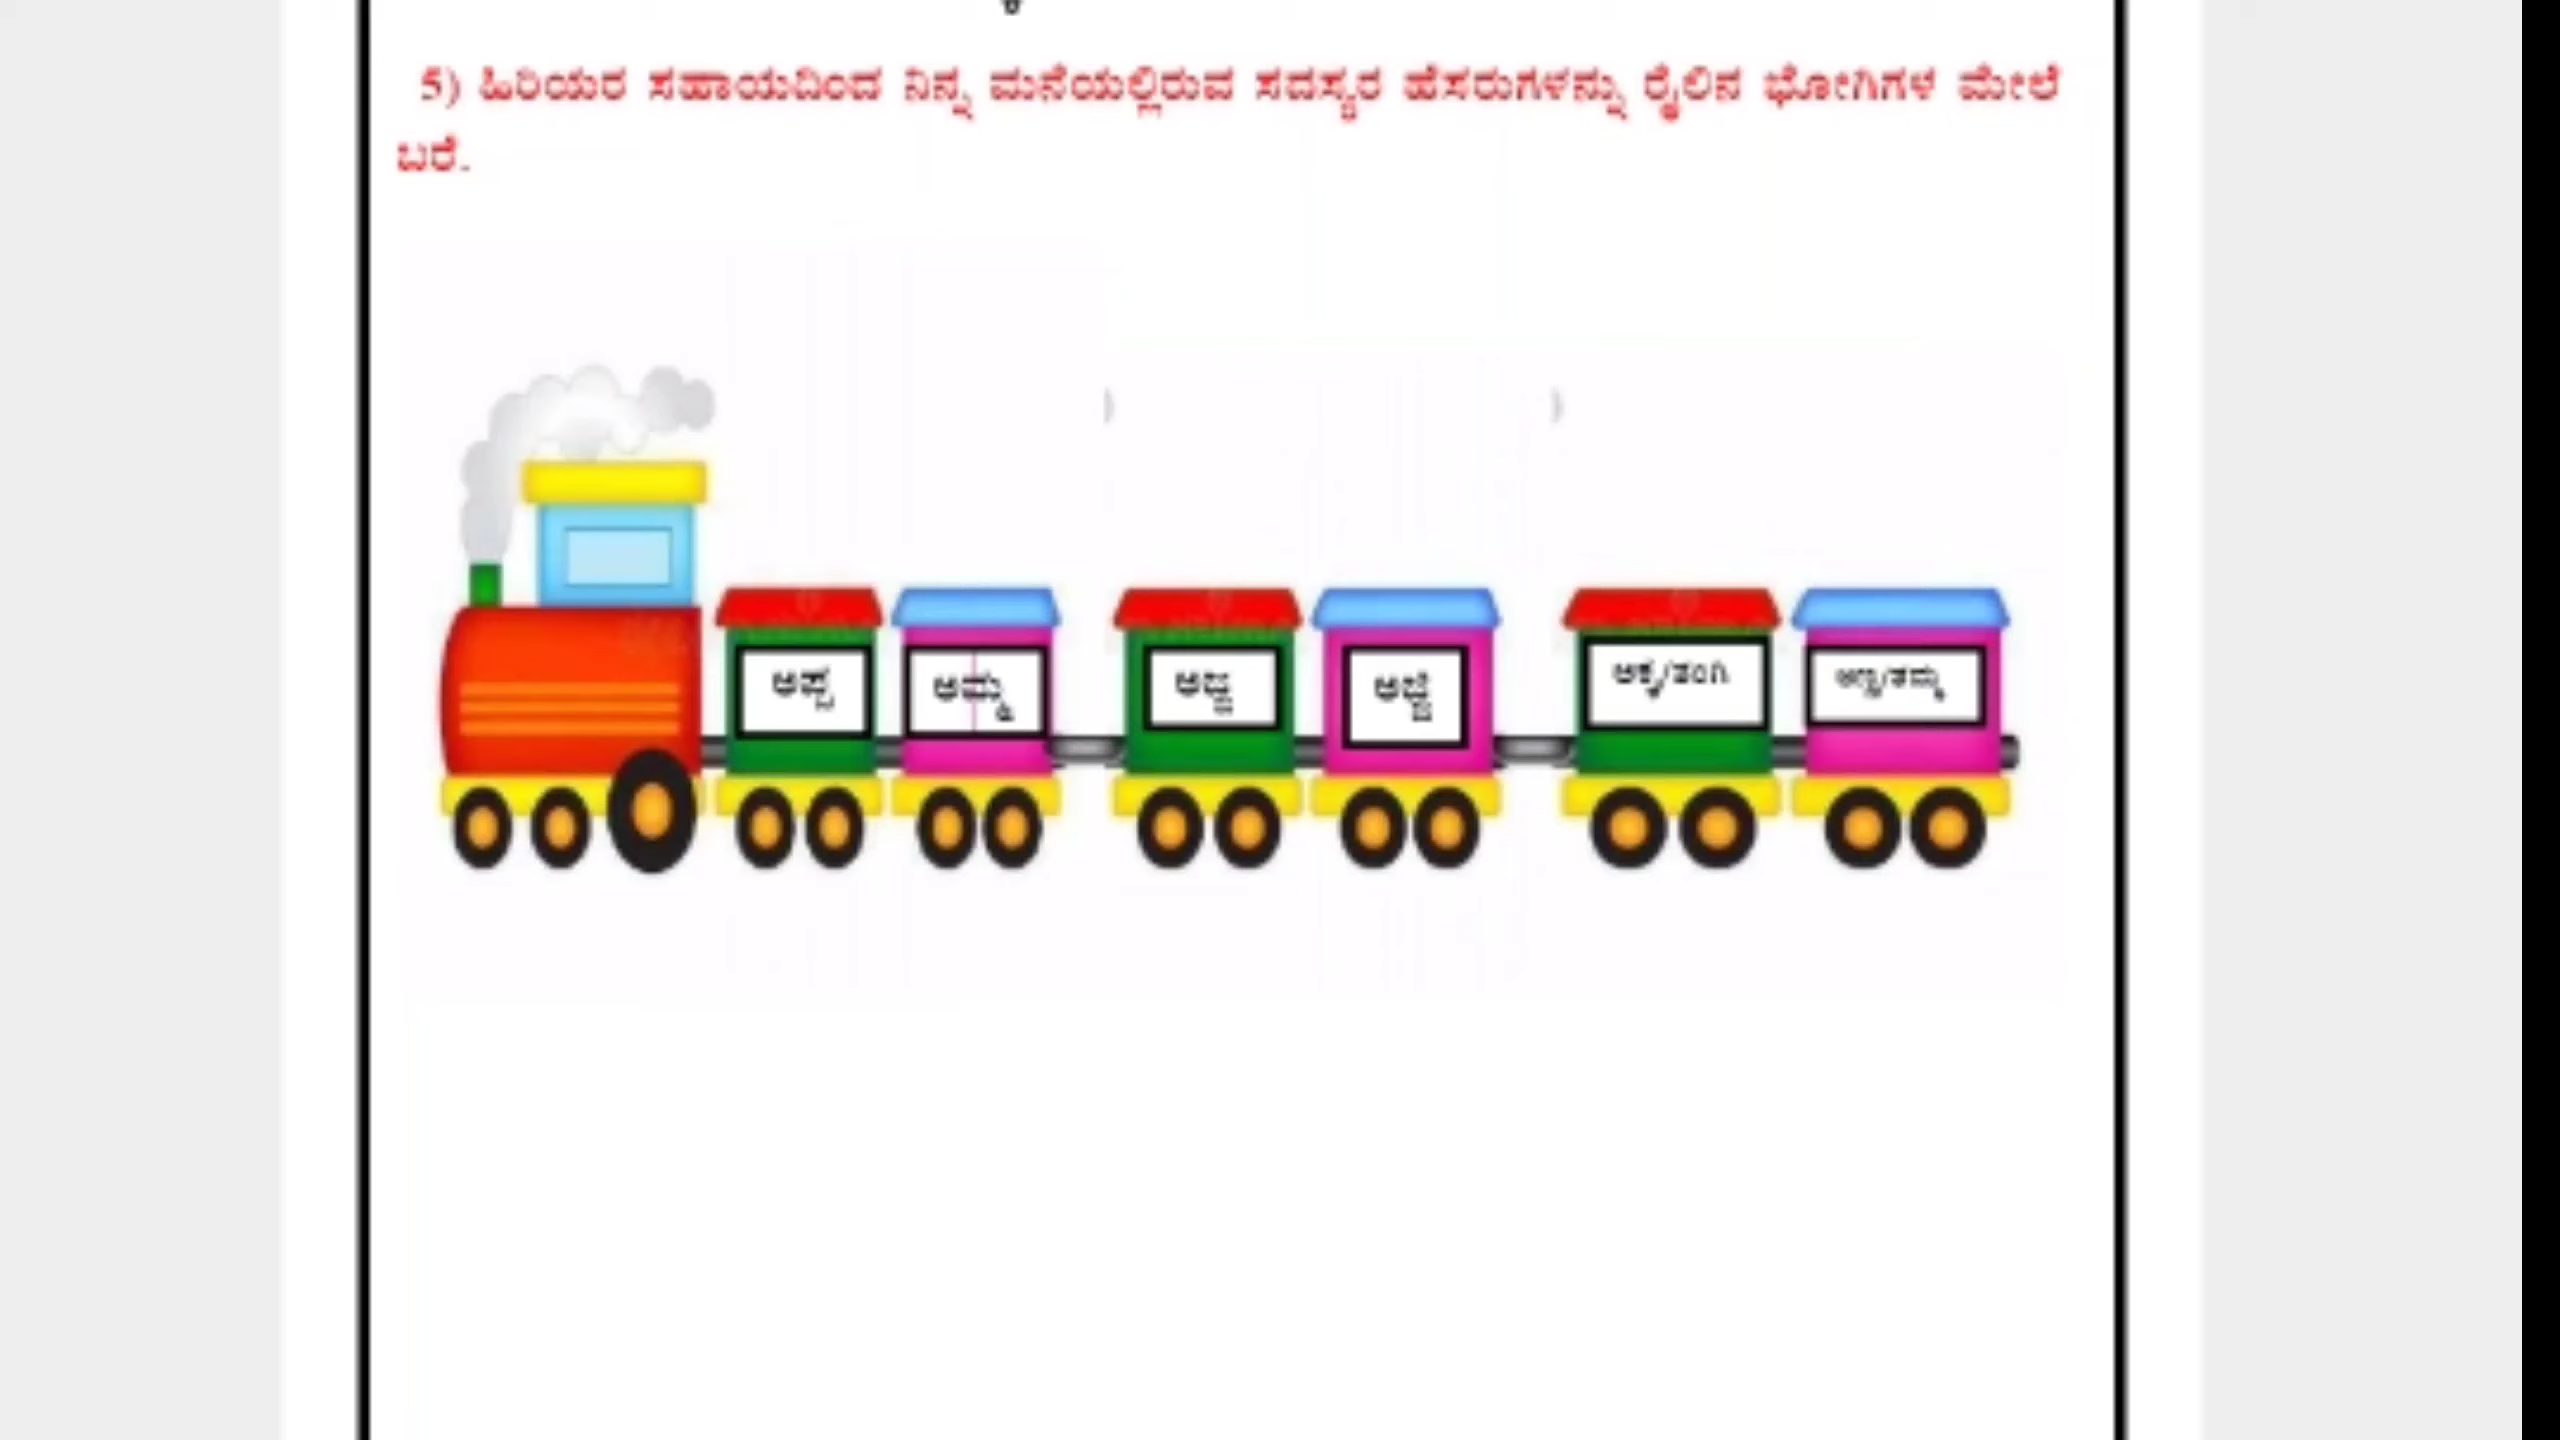 5) ಹಿರಿಯರ ಸಹಾಯದಿಂದ ನಿನ್ನ ಮನೆಯಲ್ಲಿರುವ ಸದಸ್ಯರ ಹೆಸರುಗಳನ್ನು ರೈಲಿನ ಭೋಗಿಗಳ ಮೇಲೆ
ಬರೆ.
ಅಪ್ಪ ಅಮ್ಮ ಅಜ್ಜ ಅಜ್ಜಿ ಅಕ್ಕ/ತಂಗಿ ಅಣ್ಣ/ತಮ್ಮ